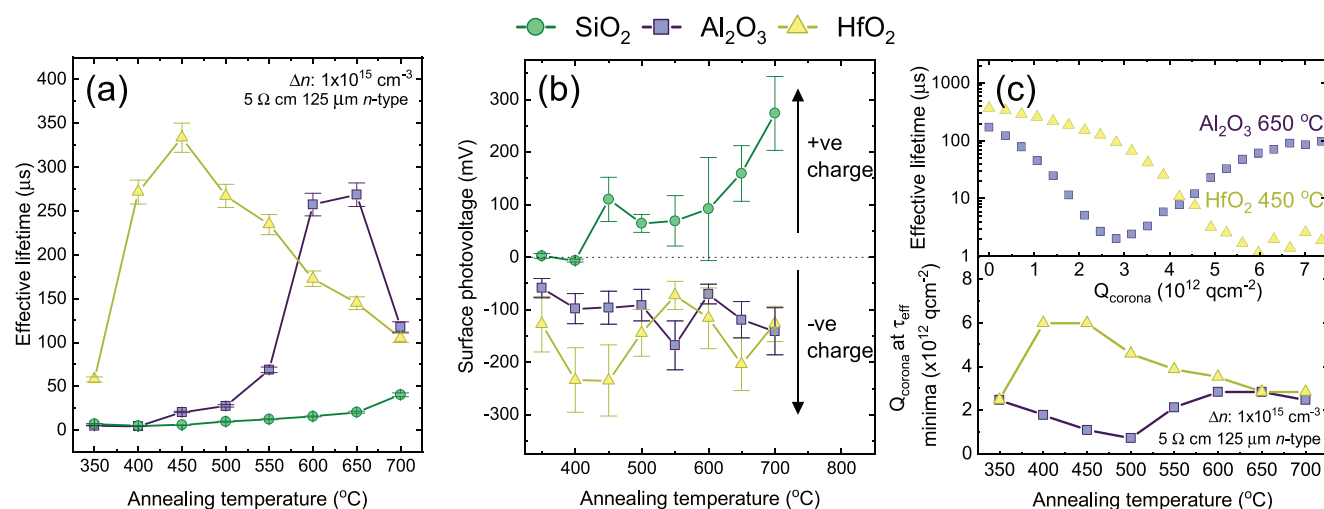 SiO2 Al2O3 HfO2
(a)
Δn: 1x10^15 cm^-3
5 Ω cm 125 μm n-type
Effective lifetime (μs)
400
350
300
250
200
150
100
50
0
350 400 450 500 550 600 650 700
Annealing temperature (°C)
(b)
Surface photovoltage (mV)
300
200
100
0
-100
-200
-300
+ve
charge
-ve
charge
400 500 600 700 800
Annealing temperature (°C)
(c)
Effective lifetime (μs)
1000
100
10
1
Al2O3 650 °C
HfO2 450 °C
0 1 2 3 4 5 6 7
Qcorona (10^12 qcm^-2)
Qcorona at τeff
minima (x10^12 qcm^-2)
8
6
4
2
0
Δn: 1x10^15 cm^-3
5 Ω cm 125 μm n-type
350 400 450 500 550 600 650 700
Annealing temperature (°C)